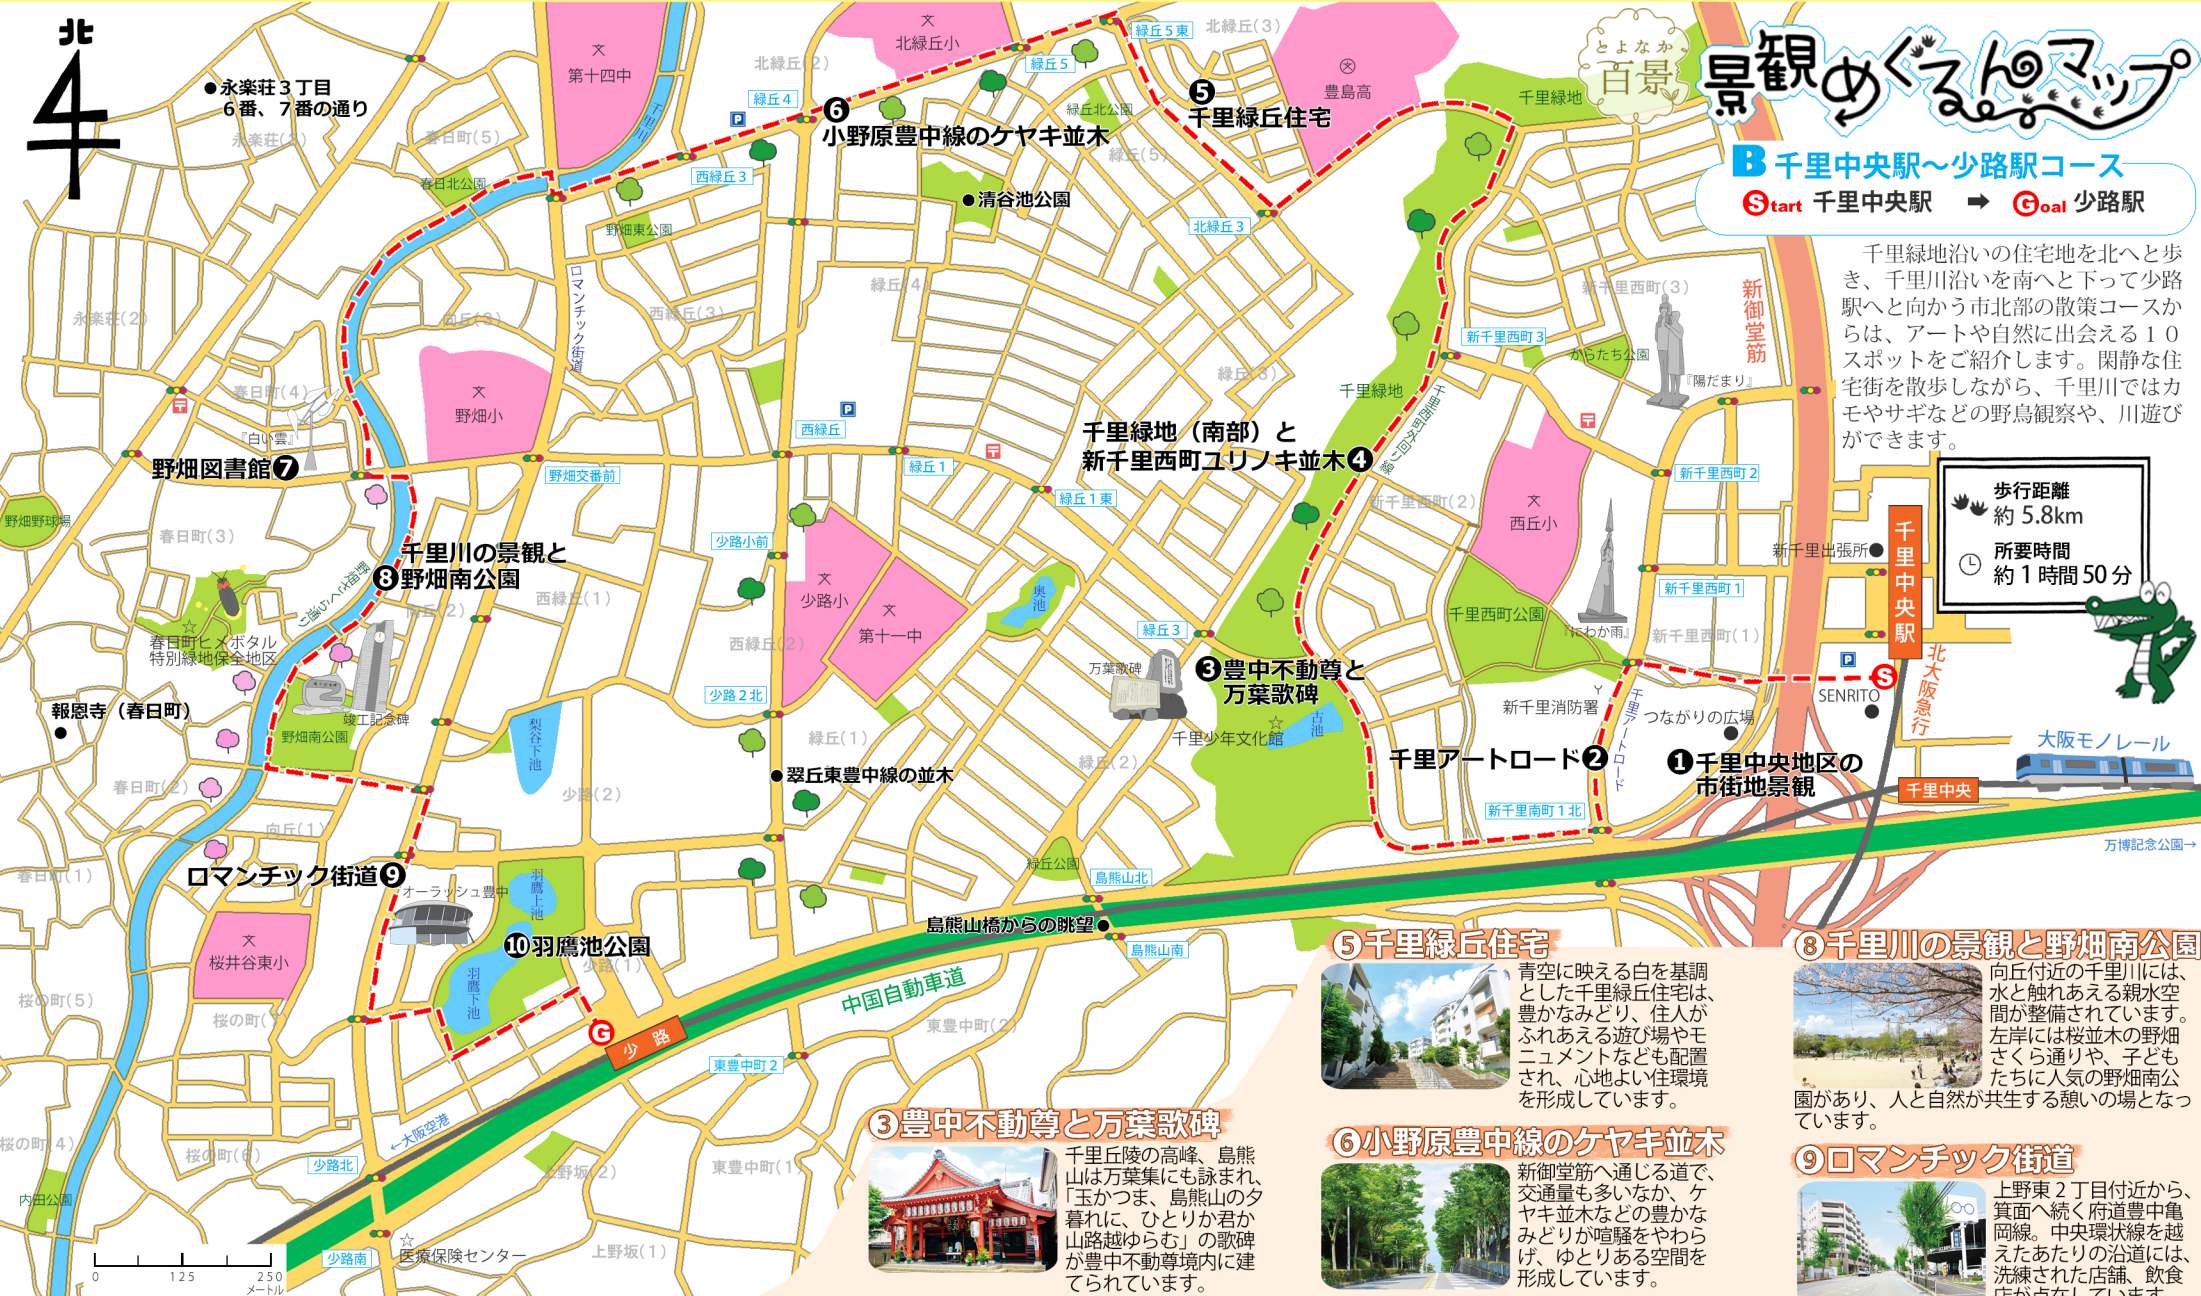 北
とよなか
百景
景観めぐるんマップ
B 千里中央駅～少路駅コース
Start 千里中央駅 ➡ Goal 少路駅
千里緑地沿いの住宅地を北へと歩
き、千里川沿いを南へと下って少路
駅へと向かう市北部の散策コースか
らは、アートや自然に出会える１０
スポットをご紹介します。閑静な住
宅街を散歩しながら、千里川ではカ
モやサギなどの野鳥観察や、川遊び
ができます。
歩行距離
約 5.8km
所要時間
約１時間 50 分
永楽荘３丁目
６番、７番の通り
永楽荘(3)
春日町(5)
春日北公園
文
第十四中
千里川
北緑丘(2)
文
北緑丘小
緑丘５
緑丘５東
北緑丘(3)
緑丘４
P
❻
小野原豊中線のケヤキ並木
緑丘北公園
緑丘(5)
❺
千里緑丘住宅
文
豊島高
千里緑地
西緑丘３
野畑東公園
清谷池公園
北緑丘３
ロマンチック街道
永楽荘(2)
向丘(3)
西緑丘(3)
緑丘(4)
緑丘(3)
新千里西町(3)
新千里西町３
からたち公園
『陽だまり』
新御堂筋
春日町(4)
『白い雲』
文
野畑小
野畑図書館❼
野畑交番前
西緑丘
P
緑丘１
緑丘１東
千里緑地
千里緑地（南部）と
新千里西町ユリノキ並木❹
千里西町外回り線
新千里西町(2)
新千里西町２
文
西丘小
野畑野球場
春日町(3)
野畑さくら通り
千里川の景観と
❽野畑南公園
向丘(2)
西緑丘(1)
少路小前
文
少路小
文
第十一中
西緑丘(2)
奥池
緑丘３
新千里出張所
千里中央駅
新千里西町１
千里西町公園
『にわか雨』
新千里西町(1)
春日町ヒメボタル
特別緑地保全地区
竣工記念碑
野畑南公園
報恩寺（春日町）
梨谷下池
少路２北
緑丘(1)
万葉歌碑
❸豊中不動尊と
万葉歌碑
千里少年文化館
古池
緑丘(2)
新千里消防署
千里アートロード
つながりの広場
P
S
SENRITO
北大阪急行
千里アートロード❷
❶千里中央地区の
市街地景観
大阪モノレール
千里中央
新千里南町１北
万博記念公園→
春日町(2)
向丘(1)
少路(2)
翠丘東豊中線の並木
春日町(1)
ロマンチック街道❾
オーラッシュ豊中
羽鷹上池
❿羽鷹池公園
羽鷹下池
少路(1)
緑丘公園
島熊山北
島熊山橋からの眺望
島熊山南
文
桜井谷東小
桜の町(5)
G
少路
中国自動車道
東豊中町(2)
東豊中町２
←大阪空港
桜の町(4)
桜の町(6)
少路北
上野坂(2)
東豊中町(1)
内田公園
少路南
医療保険センター
上野坂(1)
0 125 250
メートル
❸豊中不動尊と万葉歌碑
千里丘陵の高峰、島熊
山は万葉集にも詠まれ、
「玉かつま、島熊山の夕
暮れに、ひとりか君か
山路越ゆらむ」の歌碑
が豊中不動尊境内に建
てられています。
❺千里緑丘住宅
青空に映える白を基調
とした千里緑丘住宅は、
豊かなみどり、住人が
ふれあえる遊び場やモ
ニュメントなども配置
され、心地よい住環境
を形成しています。
❻小野原豊中線のケヤキ並木
新御堂筋へ通じる道で、
交通量も多いなか、ケ
ヤキ並木などの豊かな
みどりが喧騒をやわら
げ、ゆとりある空間を
形成しています。
❽千里川の景観と野畑南公園
向丘付近の千里川には、
水と触れあえる親水空
間が整備されています。
左岸には桜並木の野畑
さくら通りや、子ども
たちに人気の野畑南公
園があり、人と自然が共生する憩いの場となっ
ています。
❾ロマンチック街道
上野東２丁目付近から、
箕面へ続く府道豊中亀
岡線。中央環状線を越
えたあたりの沿道には、
洗練された店舗、飲食
店が点在しています。